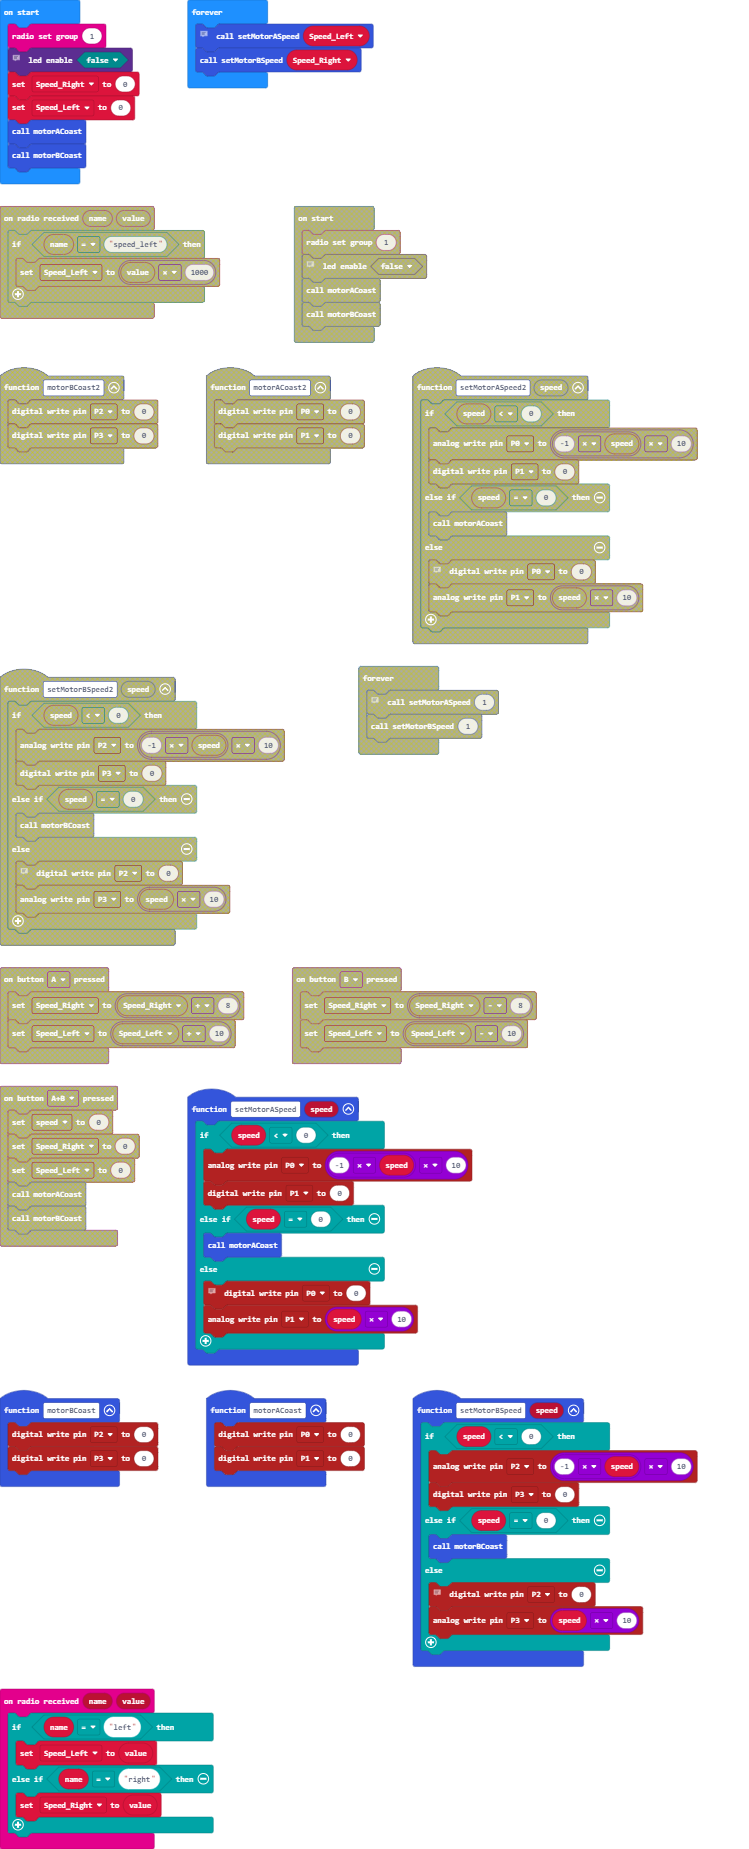 on start
radio set group 1
led enable false
set Speed_Right to 0
set Speed_Left to 0
call motorACoast
call motorBCoast
forever
call setMotorASpeed Speed_Left
call setMotorBSpeed Speed_Right
on radio received name value
if name = "speed_left" then
set Speed_Left to value × 1000
on start
radio set group 1
led enable false
call motorACoast
call motorBCoast
function motorBCoast2
digital write pin P2 to 0
digital write pin P3 to 0
function motorACoast2
digital write pin P0 to 0
digital write pin P1 to 0
function setMotorASpeed2 speed
if speed < 0 then
analog write pin P0 to -1 × speed × 10
digital write pin P1 to 0
else if speed = 0 then
call motorACoast
else
digital write pin P0 to 0
analog write pin P1 to speed × 10
function setMotorBSpeed2 speed
if speed < 0 then
analog write pin P2 to -1 × speed × 10
digital write pin P3 to 0
else if speed = 0 then
call motorBCoast
else
digital write pin P2 to 0
analog write pin P3 to speed × 10
forever
call setMotorASpeed 1
call setMotorBSpeed 1
on button A pressed
set Speed_Right to Speed_Right + 8
set Speed_Left to Speed_Left + 10
on button B pressed
set Speed_Right to Speed_Right - 8
set Speed_Left to Speed_Left - 10
on button A+B pressed
set speed to 0
set Speed_Right to 0
set Speed_Left to 0
call motorACoast
call motorBCoast
function setMotorASpeed speed
if speed < 0 then
analog write pin P0 to -1 × speed × 10
digital write pin P1 to 0
else if speed = 0 then
call motorACoast
else
digital write pin P0 to 0
analog write pin P1 to speed × 10
function motorBCoast
digital write pin P2 to 0
digital write pin P3 to 0
function motorACoast
digital write pin P0 to 0
digital write pin P1 to 0
function setMotorBSpeed speed
if speed < 0 then
analog write pin P2 to -1 × speed × 10
digital write pin P3 to 0
else if speed = 0 then
call motorBCoast
else
digital write pin P2 to 0
analog write pin P3 to speed × 10
on radio received name value
if name = "left" then
set Speed_Left to value
else if name = "right" then
set Speed_Right to value